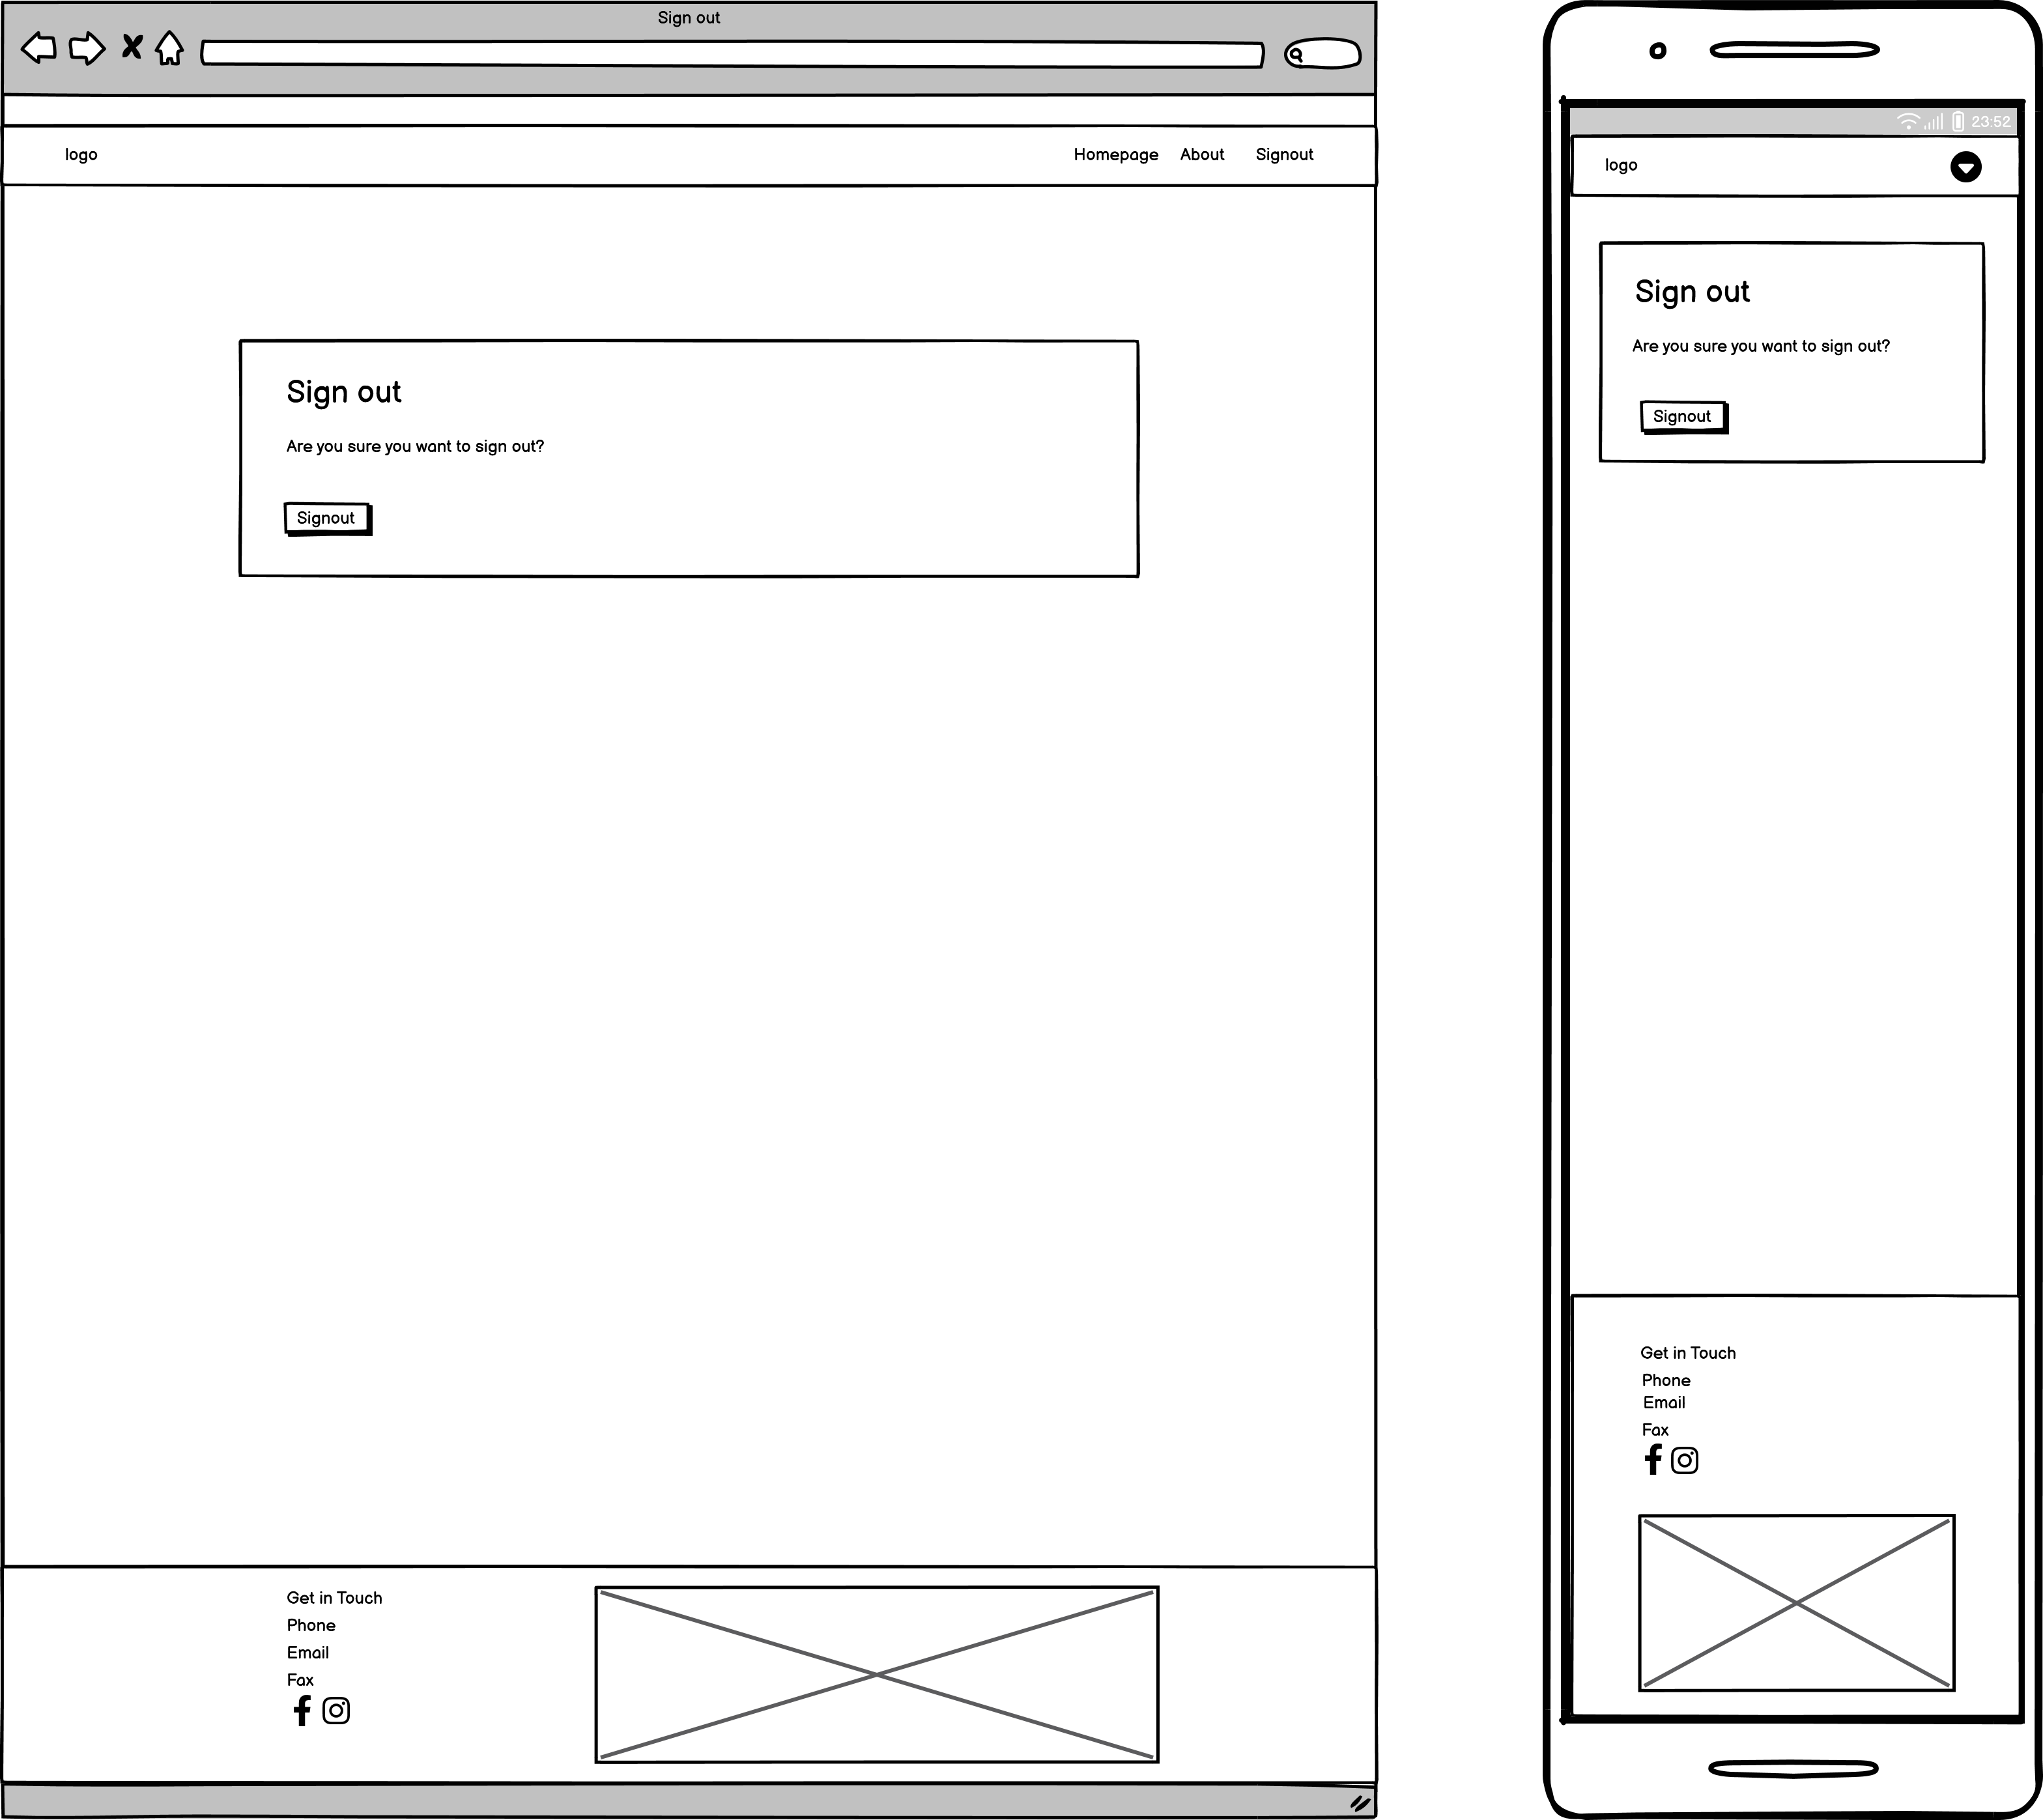 Sign out
logo
Homepage About Signout
Sign out
Are you sure you want to sign out?
Signout
Get in Touch
Phone
Email
Fax
23:52
logo
Sign out
Are you sure you want to sign out?
Signout
Get in Touch
Phone
Email
Fax